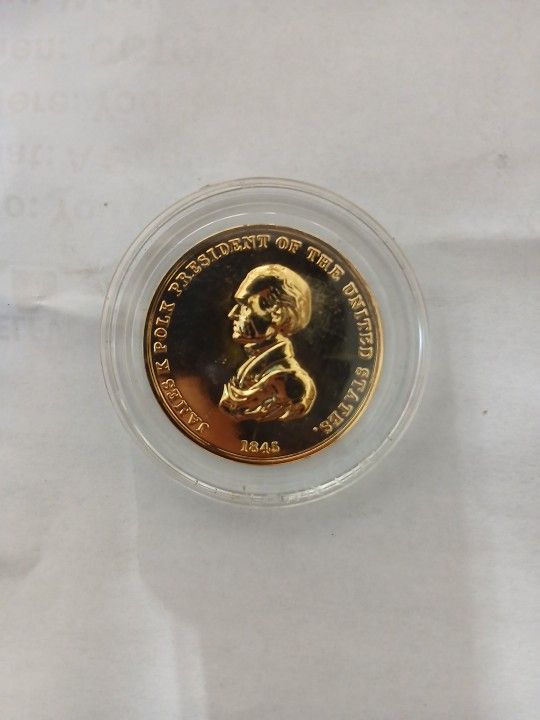 JAMES K POLK PRESIDENT OF THE UNITED STATES.
1845